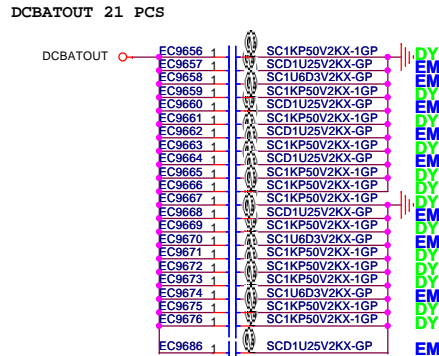 DCBATOUT 21 PCS
DCBATOUT
EC9656 1 SC1KP50V2KX-1GP DY
EC9657 1 SCD1U25V2KX-GP EM
EC9658 1 SC1U6D3V2KX-GP EM
EC9659 1 SC1KP50V2KX-1GP DY
EC9660 1 SCD1U25V2KX-GP EM
EC9661 1 SC1KP50V2KX-1GP DY
EC9662 1 SCD1U25V2KX-GP EM
EC9663 1 SC1KP50V2KX-1GP DY
EC9664 1 SCD1U25V2KX-GP EM
EC9665 1 SC1KP50V2KX-1GP DY
EC9666 1 SC1KP50V2KX-1GP DY
EC9667 1 SC1KP50V2KX-1GP DY
EC9668 1 SCD1U25V2KX-GP EM
EC9669 1 SC1KP50V2KX-1GP DY
EC9670 1 SC1U6D3V2KX-GP EM
EC9671 1 SC1KP50V2KX-1GP DY
EC9672 1 SC1KP50V2KX-1GP DY
EC9673 1 SC1KP50V2KX-1GP DY
EC9674 1 SC1U6D3V2KX-GP EM
EC9675 1 SC1KP50V2KX-1GP DY
EC9676 1 SC1KP50V2KX-1GP DY
EC9686 1 SCD1U25V2KX-GP EM